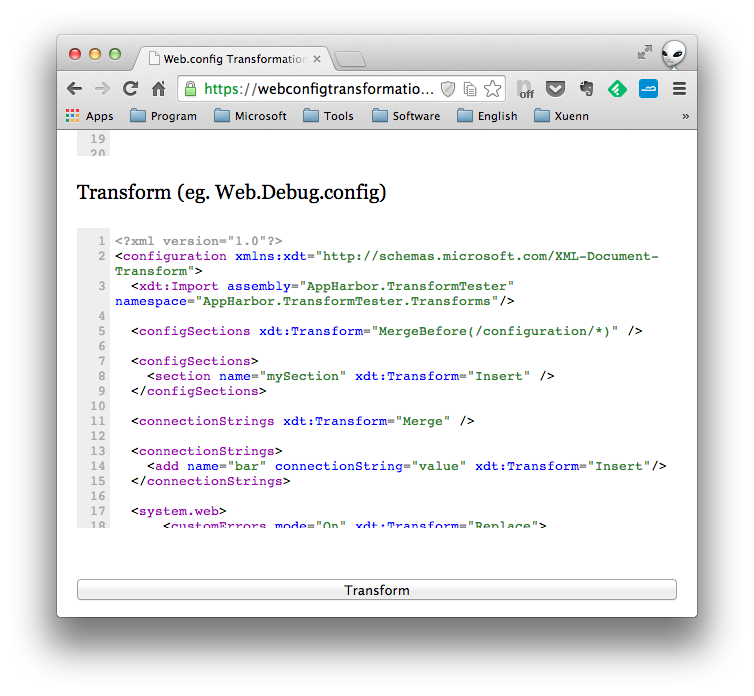 Web.config Transformation
https://webconfigtransformatio...
off
Apps Program Microsoft Tools Software English Xuenn »
19
20
Transform (eg. Web.Debug.config)
1 <?xml version="1.0"?>
2 <configuration xmlns:xdt="http://schemas.microsoft.com/XML-Document-
Transform">
3 <xdt:Import assembly="AppHarbor.TransformTester"
namespace="AppHarbor.TransformTester.Transforms"/>
4
5 <configSections xdt:Transform="MergeBefore(/configuration/*)" />
6
7 <configSections>
8 <section name="mySection" xdt:Transform="Insert" />
9 </configSections>
10
11 <connectionStrings xdt:Transform="Merge" />
12
13 <connectionStrings>
14 <add name="bar" connectionString="value" xdt:Transform="Insert"/>
15 </connectionStrings>
16
17 <system.web>
18 <customErrors mode="On" xdt:Transform="Replace">
Transform